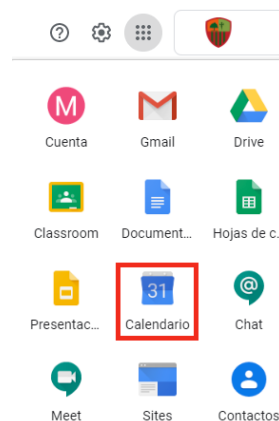 M
Cuenta Gmail Drive
Classroom Document... Hojas de c...
31
Presentac... Calendario Chat
Meet Sites Contactos